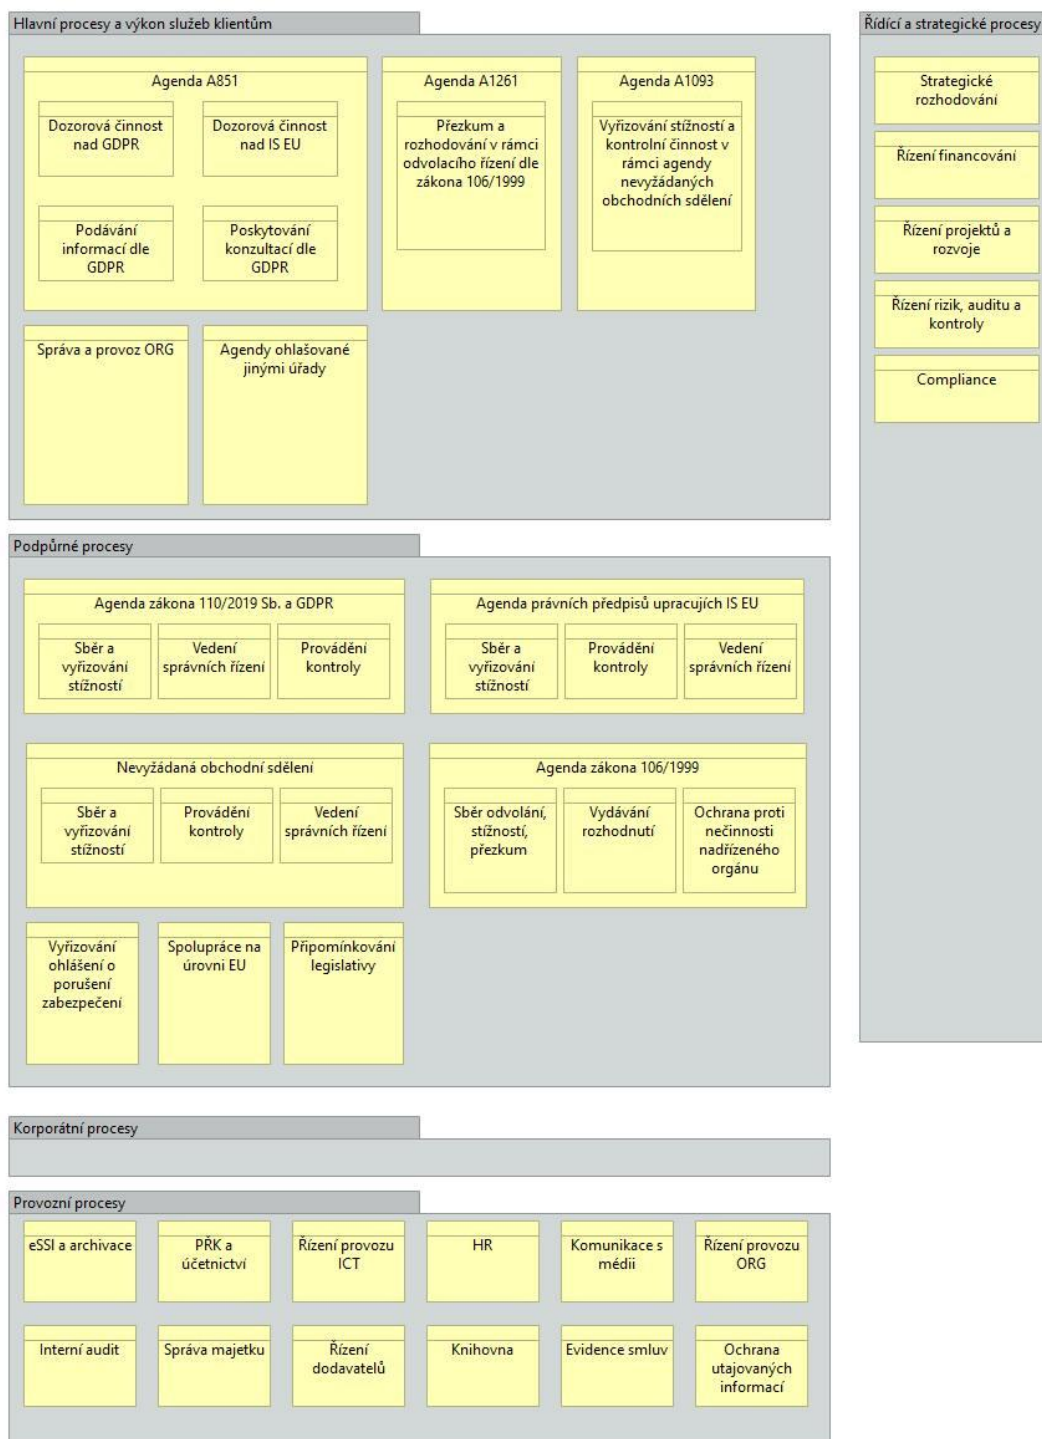 Hlavní procesy a výkon služeb klientům
Agenda A851
Dozorová činnost
nad GDPR
Dozorová činnost
nad IS EU
Podávání
informací dle
GDPR
Poskytování
konzultací dle
GDPR
Agenda A1261
Přezkum a
rozhodování v rámci
odvolacího řízení dle
zákona 106/1999
Agenda A1093
Vyřizování stížností a
kontrolní činnost v
rámci agendy
nevyžádaných
obchodních sdělení
Správa a provoz ORG
Agendy ohlašované
jinými úřady
Řídící a strategické procesy
Strategické
rozhodování
Řízení financování
Řízení projektů a
rozvoje
Řízení rizik, auditu a
kontroly
Compliance
Podpůrné procesy
Agenda zákona 110/2019 Sb. a GDPR
Sběr a
vyřizování
stížností
Vedení
správních řízení
Provádění
kontroly
Agenda právních předpisů upracujích IS EU
Sběr a
vyřizování
stížností
Provádění
kontroly
Vedení
správních řízení
Nevyžádaná obchodní sdělení
Sběr a
vyřizování
stížností
Provádění
kontroly
Vedení
správních řízení
Agenda zákona 106/1999
Sběr odvolání,
stížností,
přezkum
Vydávání
rozhodnutí
Ochrana proti
nečinnosti
nadřízeného
orgánu
Vyřizování
ohlášení o
porušení
zabezpečení
Spolupráce na
úrovni EU
Připomínkování
legislativy
Korporátní procesy
Provozní procesy
eSSl a archivace
PŘK a
účetnictví
Řízení provozu
ICT
HR
Komunikace s
médii
Řízení provozu
ORG
Interní audit
Správa majetku
Řízení
dodavatelů
Knihovna
Evidence smluv
Ochrana
utajovaných
informací